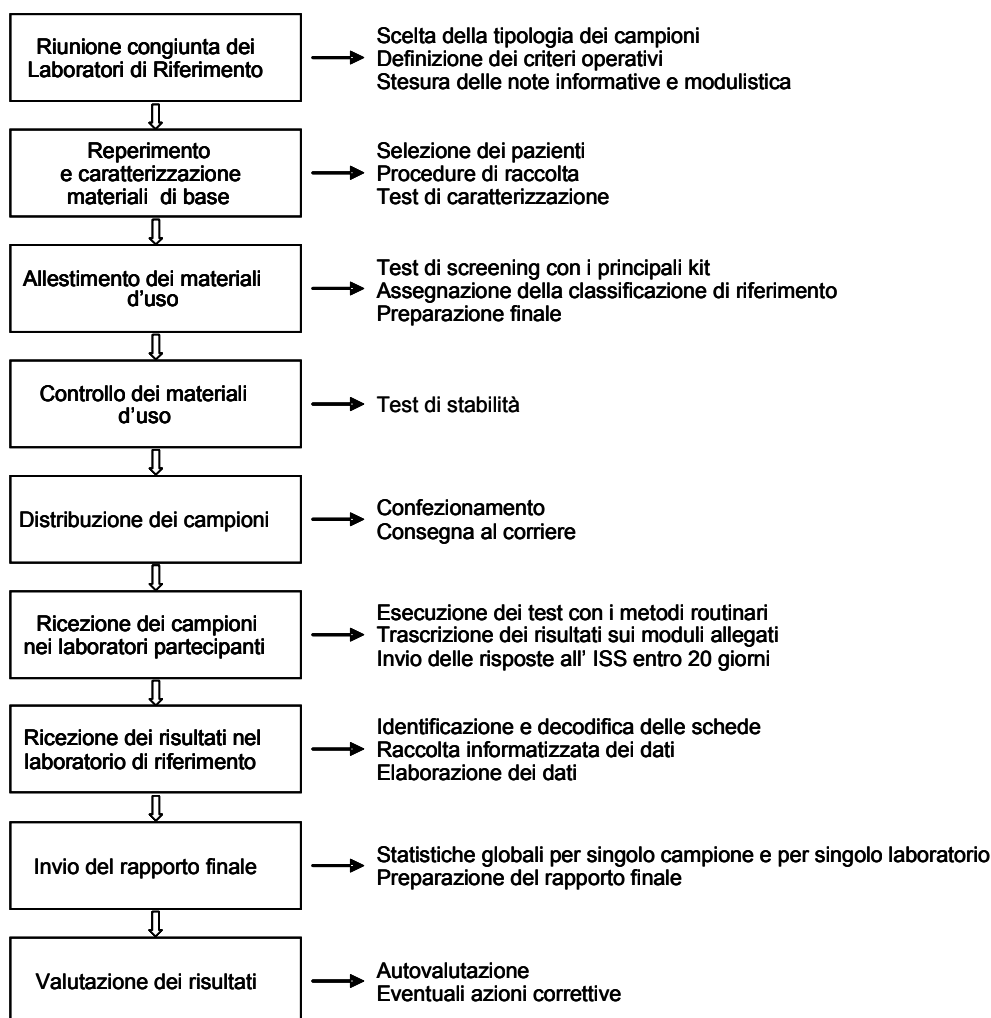 Riunione congiunta dei
Laboratori di Riferimento
Scelta della tipologia dei campioni
Definizione dei criteri operativi
Stesura delle note informative e modulistica
Reperimento
e caratterizzazione
materiali di base
Selezione dei pazienti
Procedure di raccolta
Test di caratterizzazione
Allestimento dei materiali
d'uso
Test di screening con i principali kit
Assegnazione della classificazione di riferimento
Preparazione finale
Controllo dei materiali
d'uso
Test di stabilità
Distribuzione dei campioni
Confezionamento
Consegna al corriere
Ricezione dei campioni
nei laboratori partecipanti
Esecuzione dei test con i metodi routinari
Trascrizione dei risultati sui moduli allegati
Invio delle risposte all' ISS entro 20 giorni
Ricezione dei risultati nel
laboratorio di riferimento
Identificazione e decodifica delle schede
Raccolta informatizzata dei dati
Elaborazione dei dati
Invio del rapporto finale
Statistiche globali per singolo campione e per singolo laboratorio
Preparazione del rapporto finale
Valutazione dei risultati
Autovalutazione
Eventuali azioni correttive